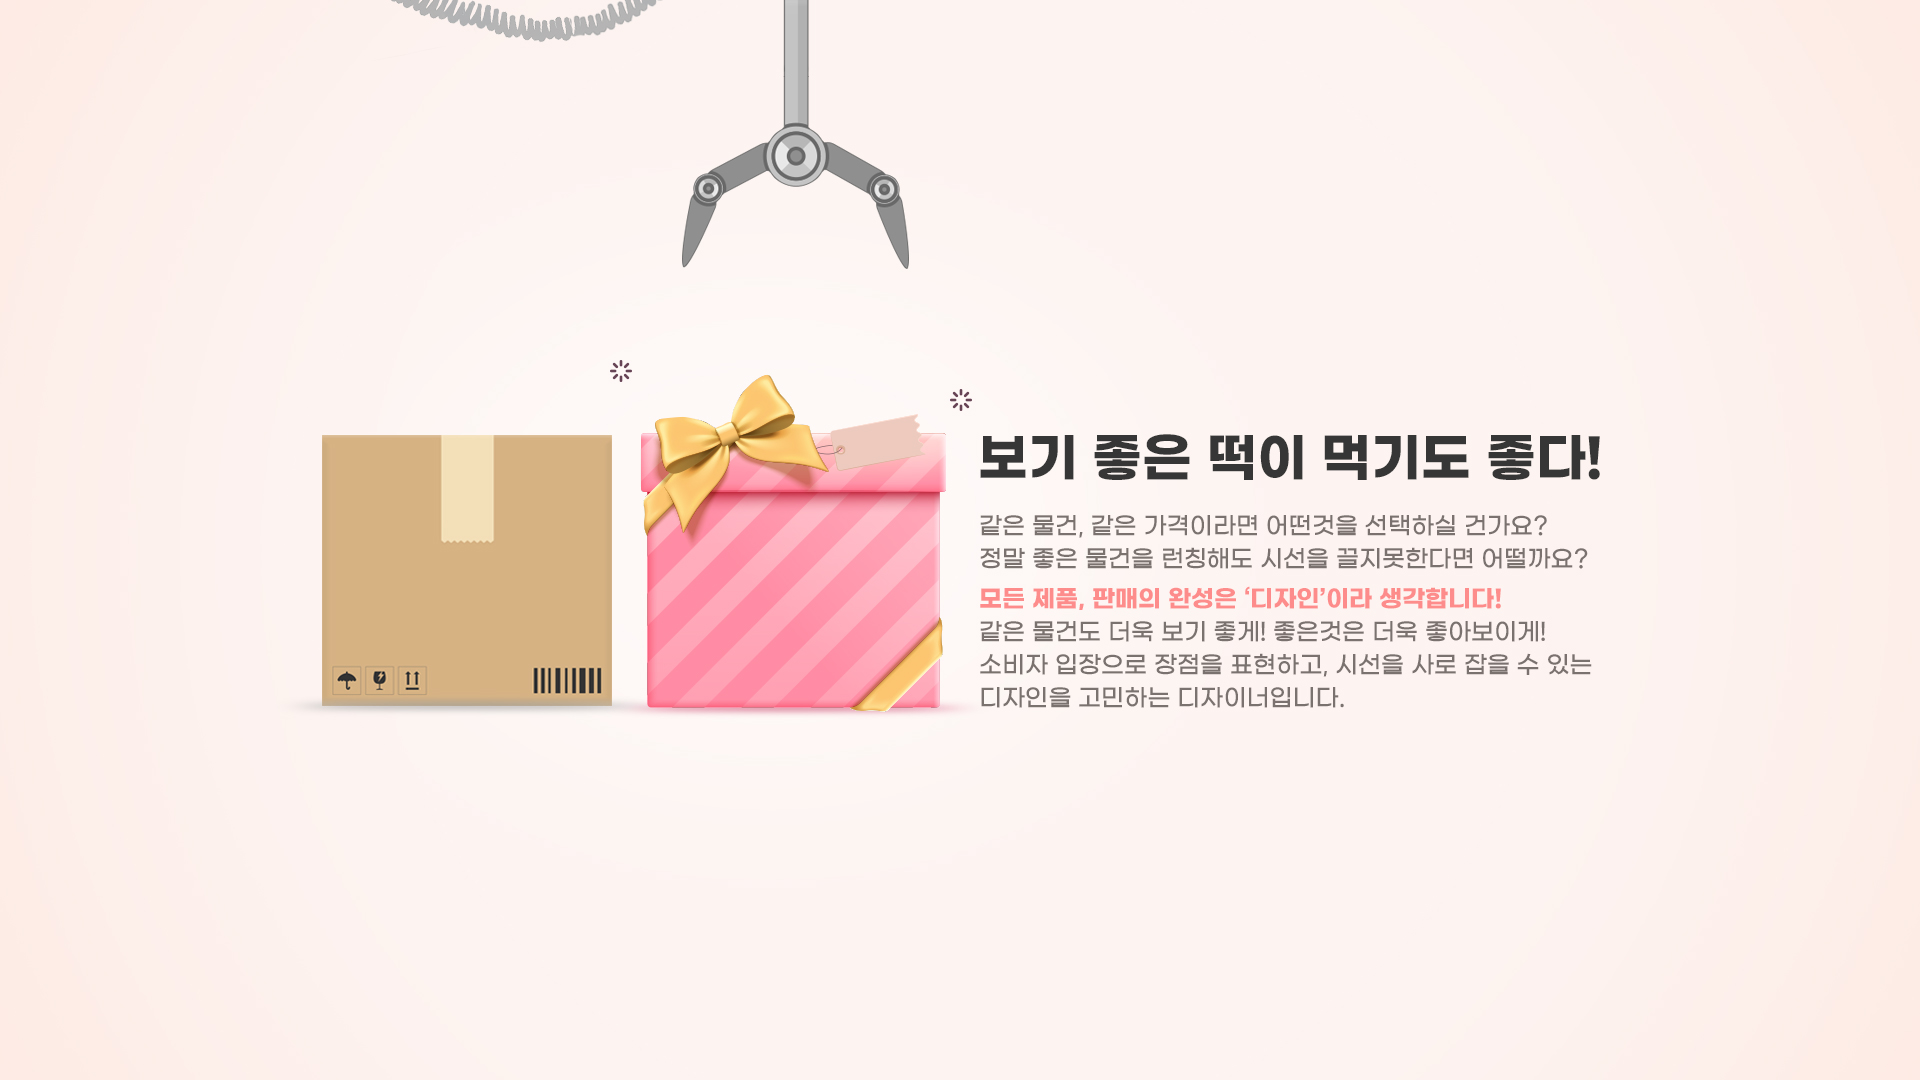 보기 좋은 떡이 먹기도 좋다!
같은 물건, 같은 가격이라면 어떤것을 선택하실 건가요?
정말 좋은 물건을 런칭해도 시선을 끌지못한다면 어떨까요?
모든 제품, 판매의 완성은 ‘디자인’이라 생각합니다!
같은 물건도 더욱 보기 좋게! 좋은것은 더욱 좋아보이게!
소비자 입장으로 장점을 표현하고, 시선을 사로 잡을 수 있는
디자인을 고민하는 디자이너입니다.